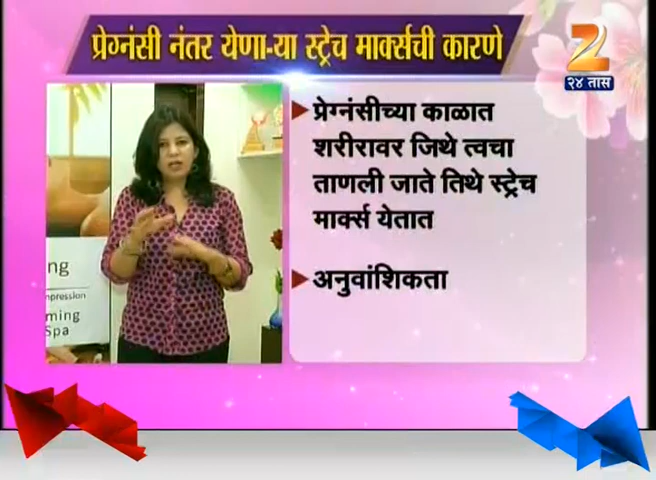 प्रेग्नंसी नंतर येणा-या स्ट्रेच मार्क्सची कारणे
२४ तास
प्रेग्नंसीच्या काळात
शरीरावर जिथे त्वचा
ताणली जाते तिथे स्ट्रेच
मार्क्स येतात
अनुवांशिकता
ng
mpression
ming
Spa